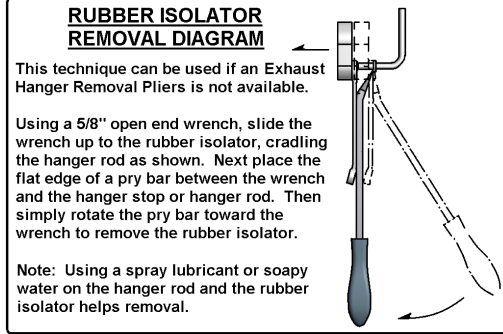 RUBBER ISOLATOR
REMOVAL DIAGRAM
This technique can be used if an Exhaust
Hanger Removal Pliers is not available.
Using a 5/8" open end wrench, slide the
wrench up to the rubber isolator, cradling
the hanger rod as shown.  Next place the
flat edge of a pry bar between the wrench
and the hanger stop or hanger rod.  Then
simply rotate the pry bar toward the
wrench to remove the rubber isolator.
Note:  Using a spray lubricant or soapy
water on the hanger rod and the rubber
isolator helps removal.